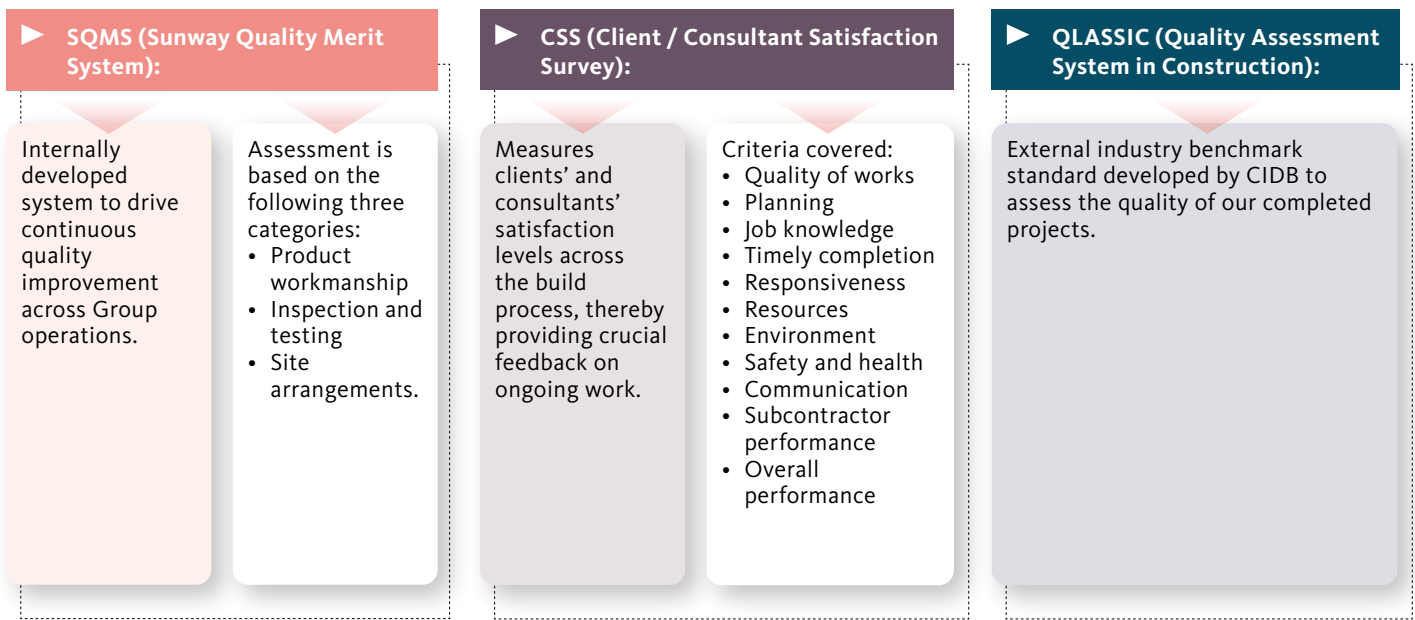 SQMS (Sunway Quality Merit
System):
Internally
developed
system to drive
continuous
quality
improvement
across Group
operations.
Assessment is
based on the
following three
categories:
• Product
workmanship
• Inspection and
testing
• Site
arrangements.
CSS (Client / Consultant Satisfaction
Survey):
Measures
clients’ and
consultants’
satisfaction
levels across
the build
process, thereby
providing crucial
feedback on
ongoing work.
Criteria covered:
• Quality of works
• Planning
• Job knowledge
• Timely completion
• Responsiveness
• Resources
• Environment
• Safety and health
• Communication
• Subcontractor
performance
• Overall
performance
QLASSIC (Quality Assessment
System in Construction):
External industry benchmark
standard developed by CIDB to
assess the quality of our completed
projects.